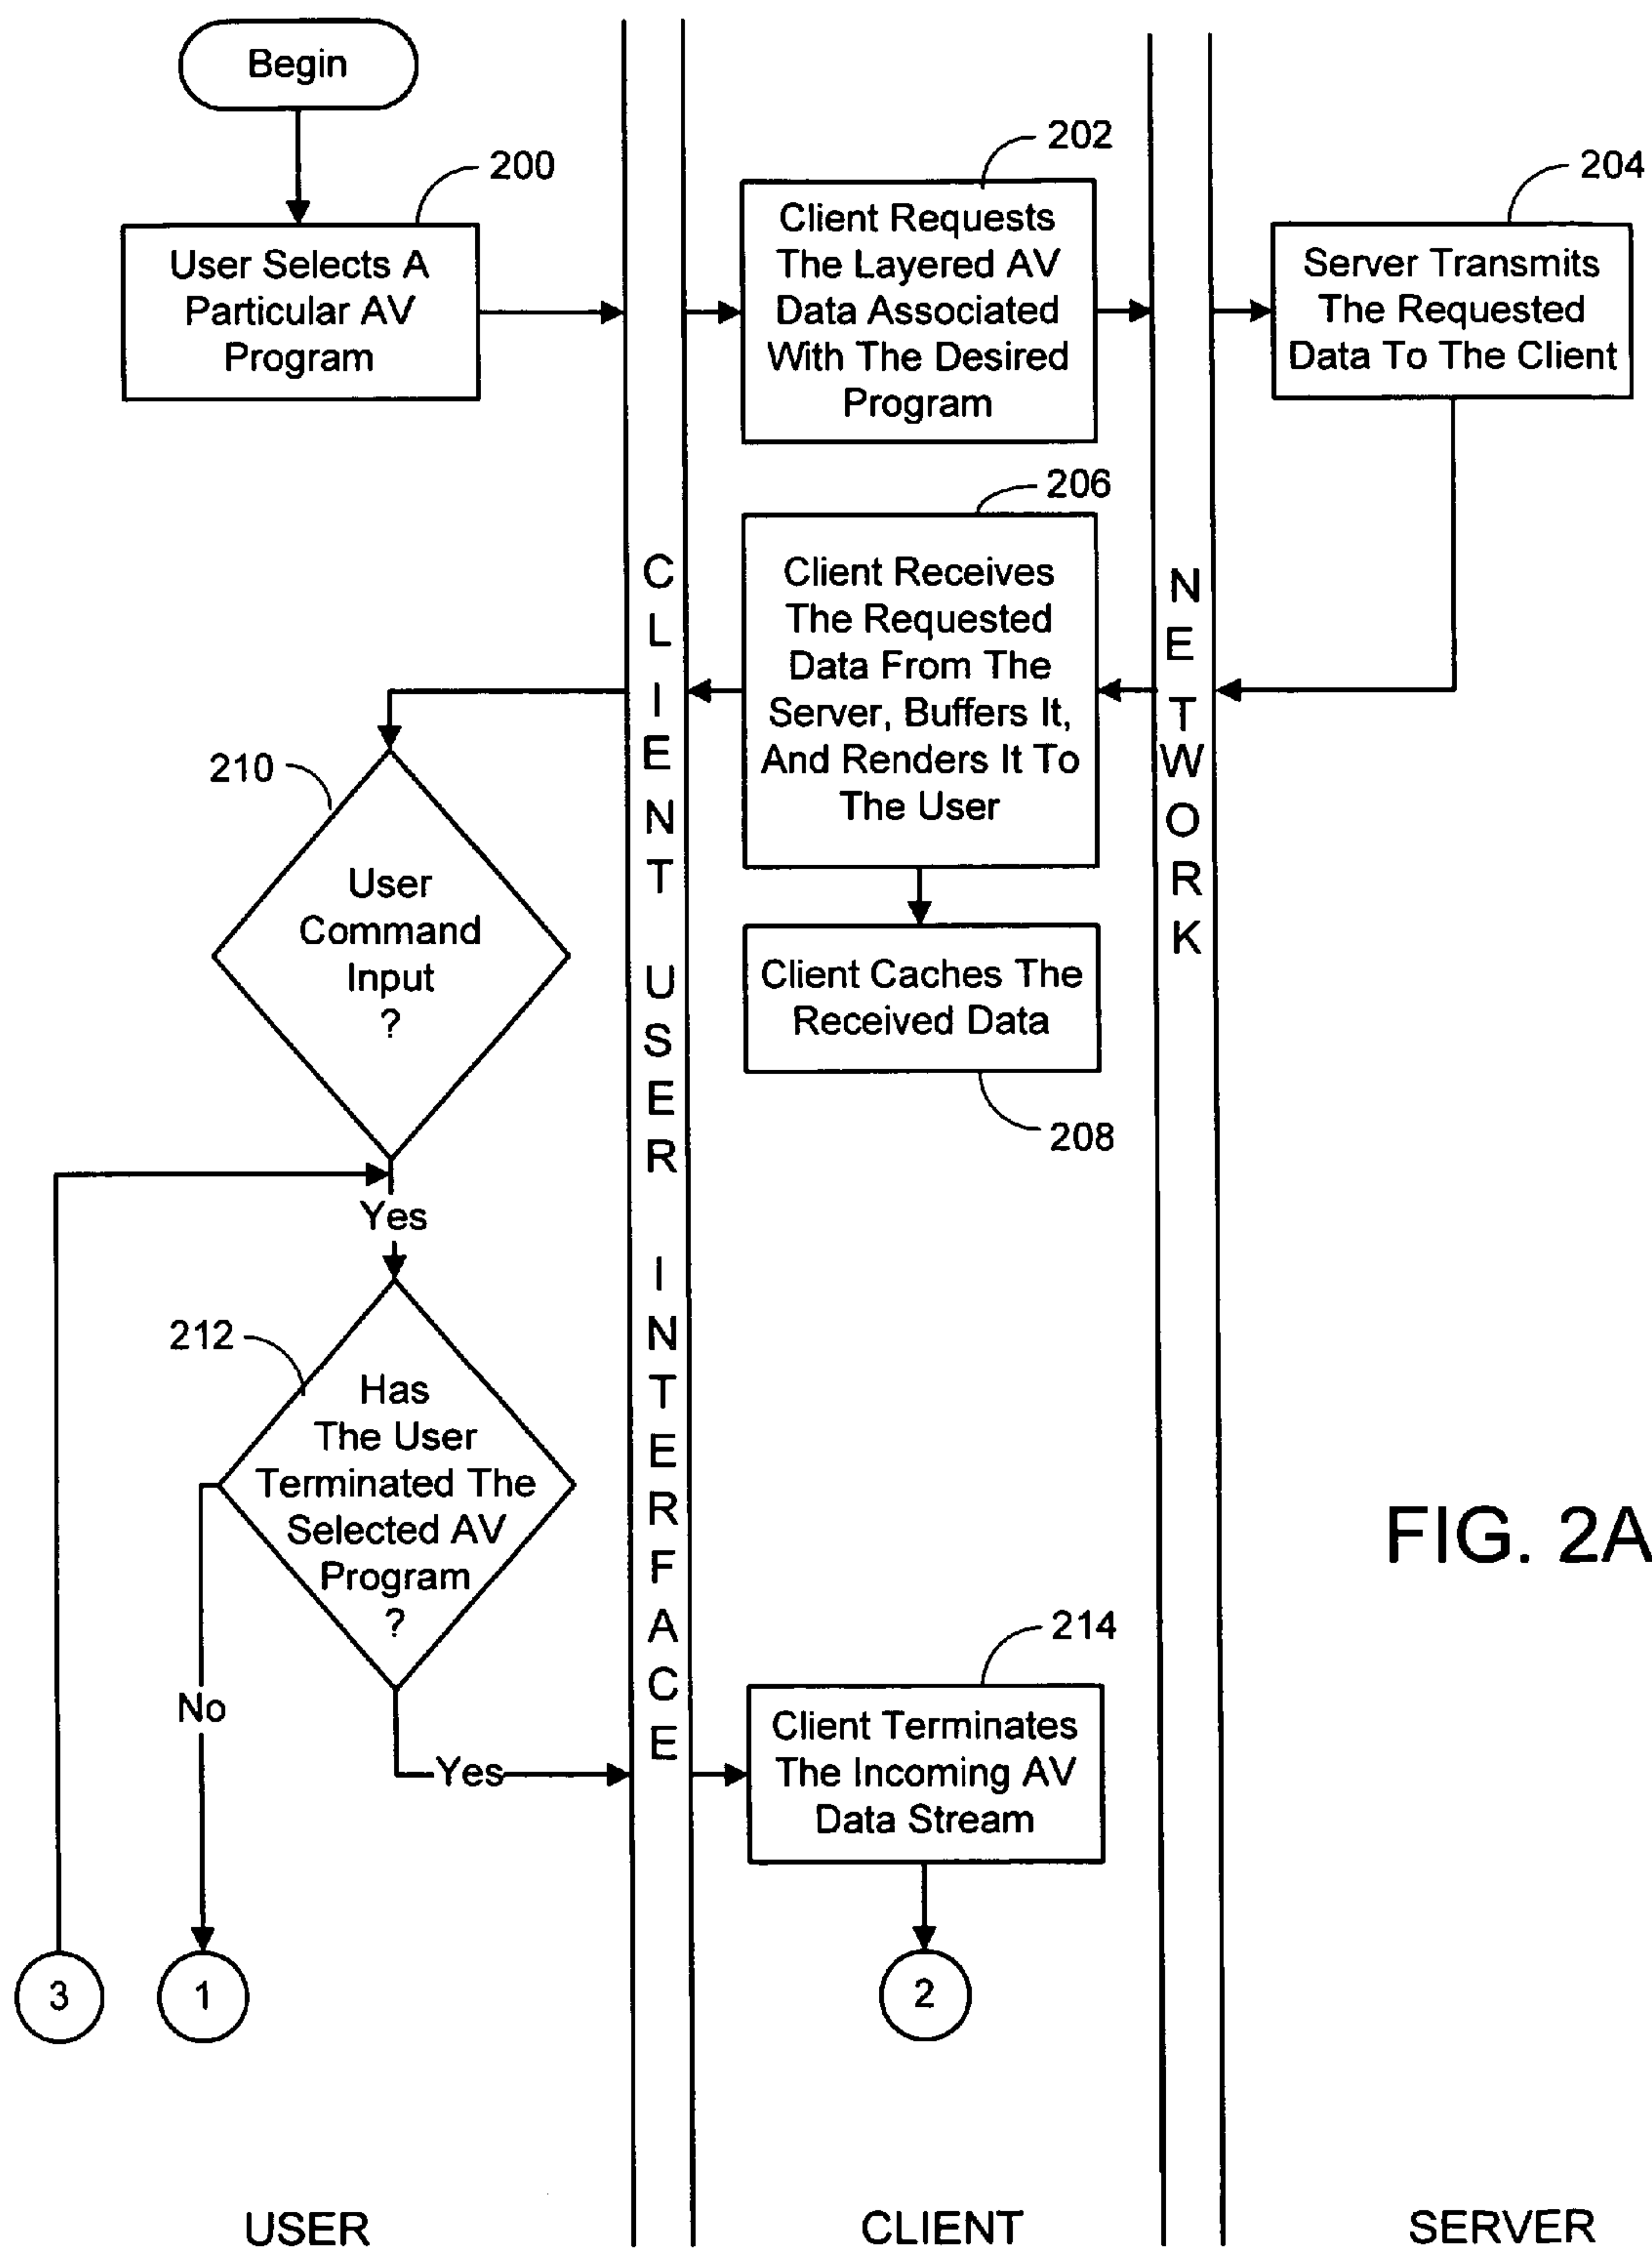 Begin
200
User Selects A
Particular AV
Program
202
Client Requests
The Layered AV
Data Associated
With The Desired
Program
204
Server Transmits
The Requested
Data To The Client
206
Client Receives
The Requested
Data From The
Server, Buffers It,
And Renders It To
The User
Client Caches The
Received Data
208
210
User
Command
Input
?
Yes
212
Has
The User
Terminated The
Selected AV
Program
?
No
Yes
214
Client Terminates
The Incoming AV
Data Stream
3
1
2
CLIENT USER INTERFACE
NETWORK
FIG. 2A
USER
CLIENT
SERVER